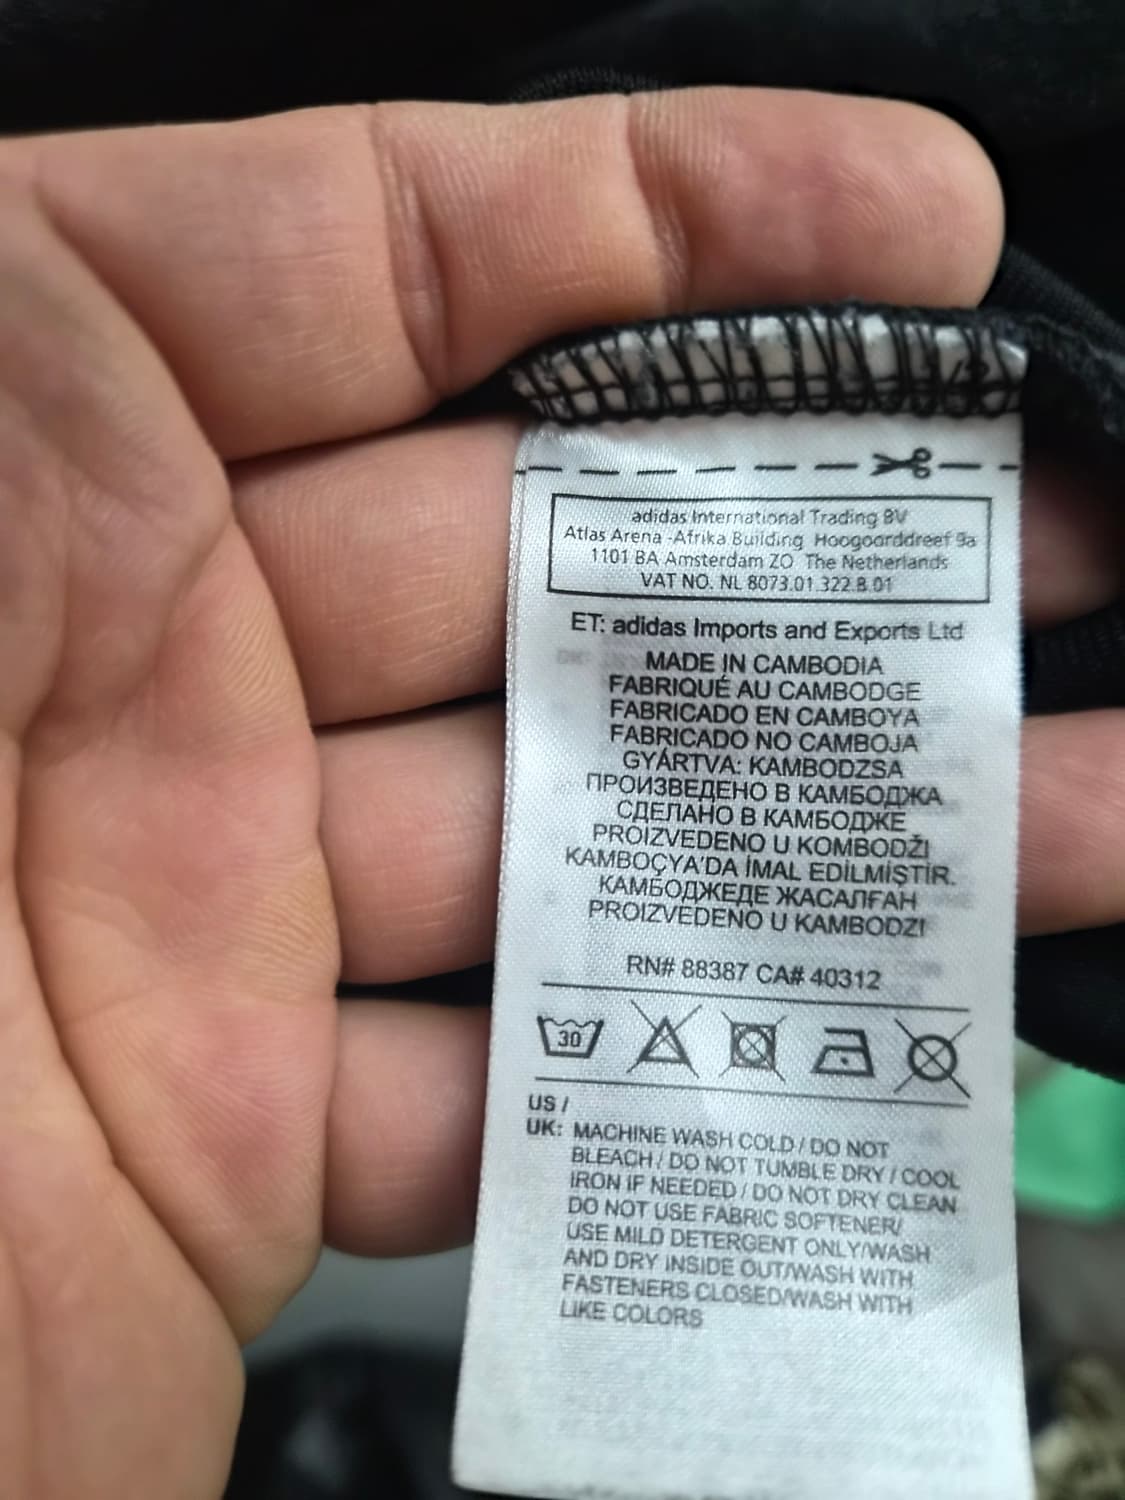 adidas International Trading BV
Atlas Arena -Afrika Building Hoogoorddreef 9a
1101 BA Amsterdam ZO The Netherlands
VAT NO. NL 8073.01.322.B.01
ET: adidas Imports and Exports Ltd
MADE IN CAMBODIA
FABRIQUÉ AU CAMBODGE
FABRICADO EN CAMBOYA
FABRICADO NO CAMBOJA
GYÁRTVA: KAMBODZSA
ПРОИЗВЕДЕНО В КАМБОДЖА
СДЕЛАНО В КАМБОДЖЕ
PROIZVEDENO U KOMBODŽI
KAMBOÇYA'DA İMAL EDİLMİŞTİR.
КАМБОДЖЕДЕ ЖАСАЛҒАН
PROIZVEDENO U KAMBODZI
RN# 88387 CA# 40312
30
US /
UK: MACHINE WASH COLD / DO NOT
BLEACH / DO NOT TUMBLE DRY / COOL
IRON IF NEEDED / DO NOT DRY CLEAN
DO NOT USE FABRIC SOFTENER/
USE MILD DETERGENT ONLY/WASH
AND DRY INSIDE OUT/WASH WITH
FASTENERS CLOSED/WASH WITH
LIKE COLORS